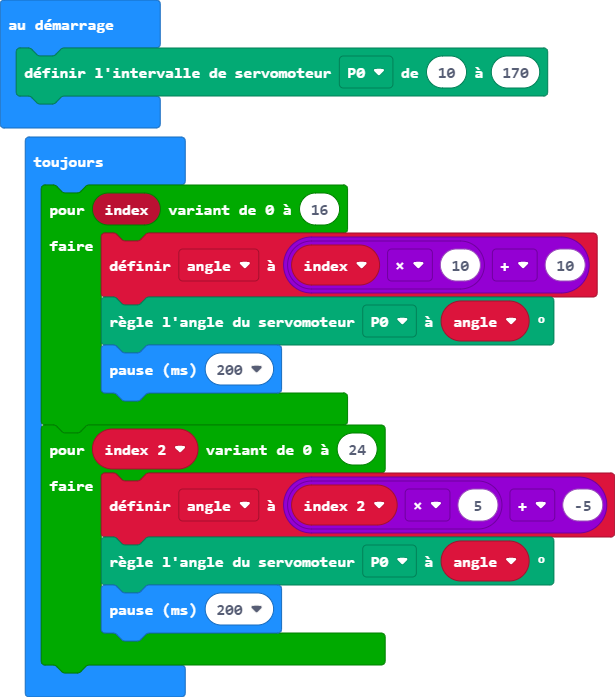 au démarrage
définir l'intervalle de servomoteur P0 de 10 à 170
toujours
pour index variant de 0 à 16
faire
définir angle à index × 10 + 10
règle l'angle du servomoteur P0 à angle °
pause (ms) 200
pour index 2 variant de 0 à 24
faire
définir angle à index 2 × 5 + -5
règle l'angle du servomoteur P0 à angle °
pause (ms) 200